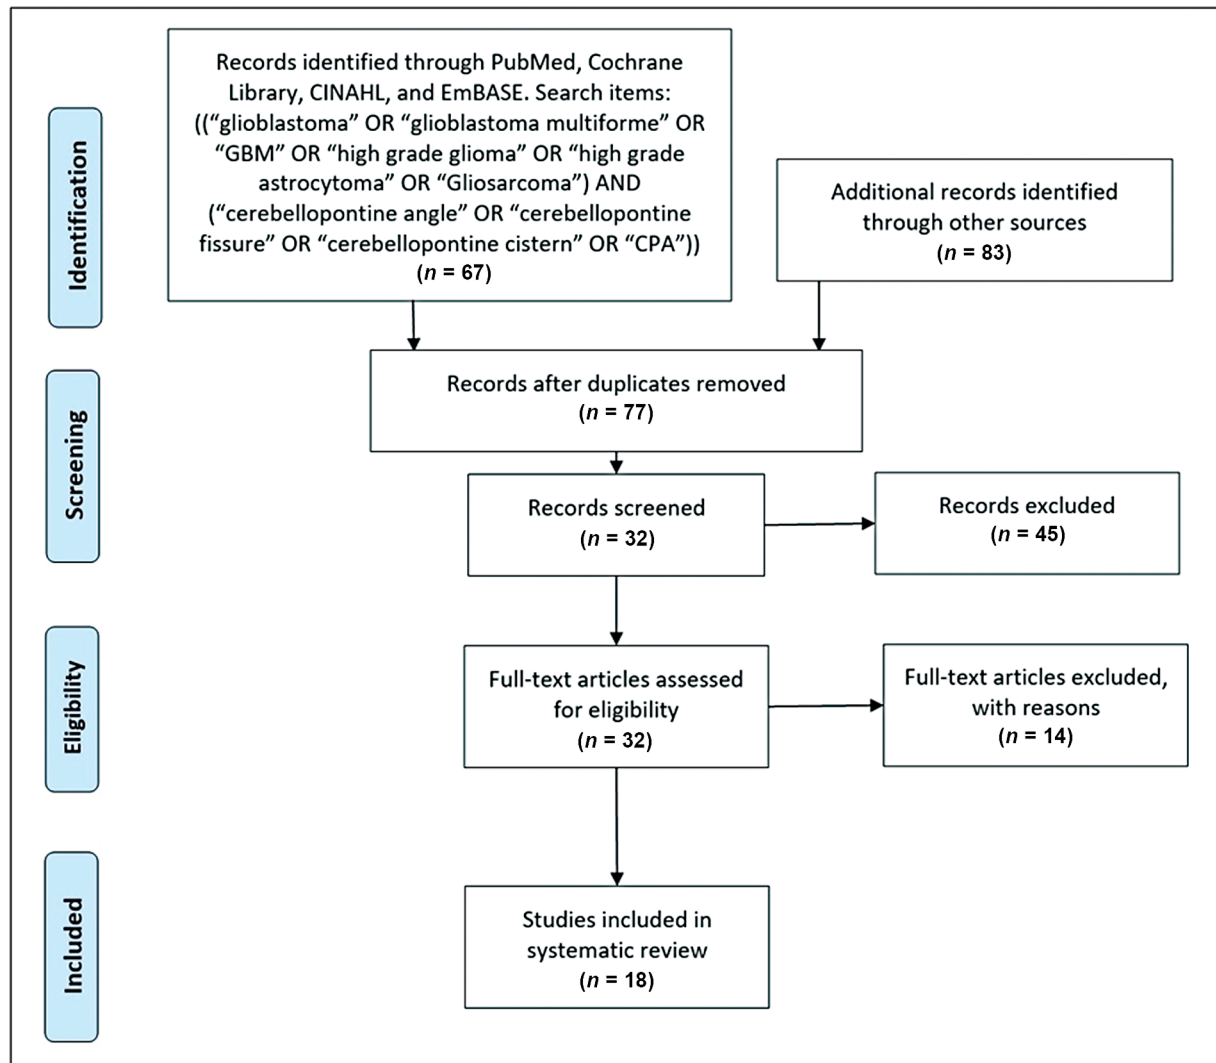 Identification
Records identified through PubMed, Cochrane
Library, CINAHL, and EmBASE. Search items:
((“glioblastoma” OR “glioblastoma multiforme” OR
“GBM” OR “high grade glioma” OR “high grade
astrocytoma” OR “Gliosarcoma”) AND
(“cerebellopontine angle” OR “cerebellopontine
fissure” OR “cerebellopontine cistern” OR “CPA”))
(n = 67)
Additional records identified
through other sources
(n = 83)
Screening
Records after duplicates removed
(n = 77)
Records screened
(n = 32)
Records excluded
(n = 45)
Eligibility
Full-text articles assessed
for eligibility
(n = 32)
Full-text articles excluded,
with reasons
(n = 14)
Included
Studies included in
systematic review
(n = 18)